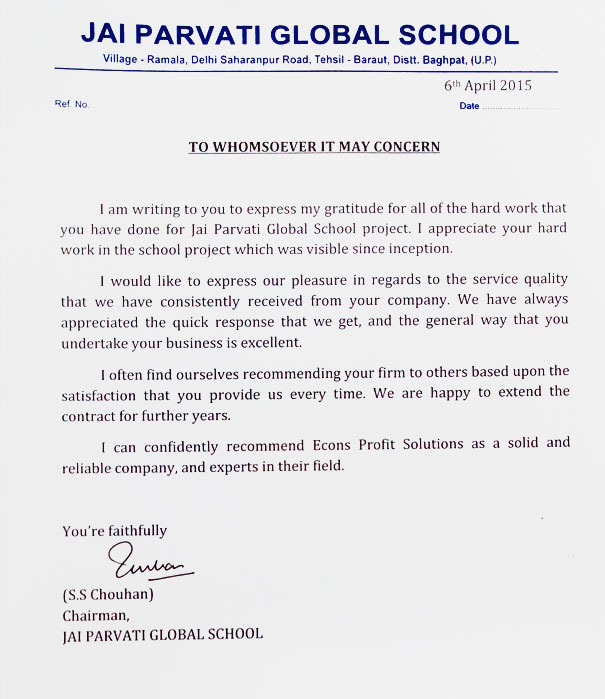 JAI PARVATI GLOBAL SCHOOL
Village - Ramala, Delhi Saharanpur Road, Tehsil - Baraut, Distt. Baghpat, (U.P.)
6th April 2015
Ref. No.
Date ........................
TO WHOMSOEVER IT MAY CONCERN
I am writing to you to express my gratitude for all of the hard work that
you have done for Jai Parvati Global School project. I appreciate your hard
work in the school project which was visible since inception.
I would like to express our pleasure in regards to the service quality
that we have consistently received from your company. We have always
appreciated the quick response that we get, and the general way that you
undertake your business is excellent.
I often find ourselves recommending your firm to others based upon the
satisfaction that you provide us every time. We are happy to extend the
contract for further years.
I can confidently recommend Econs Profit Solutions as a solid and
reliable company, and experts in their field.
You're faithfully
(S.S Chouhan)
Chairman,
JAI PARVATI GLOBAL SCHOOL